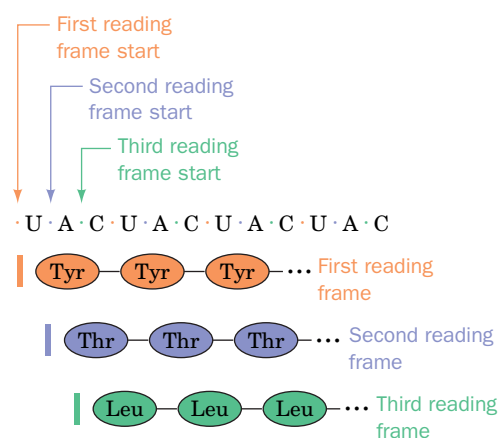 First reading
frame start
Second reading
frame start
Third reading
frame start
· U · A · C · U · A · C · U · A · C · U · A · C
Tyr Tyr Tyr ··· First reading
frame
Thr Thr Thr ··· Second reading
frame
Leu Leu Leu ··· Third reading
frame